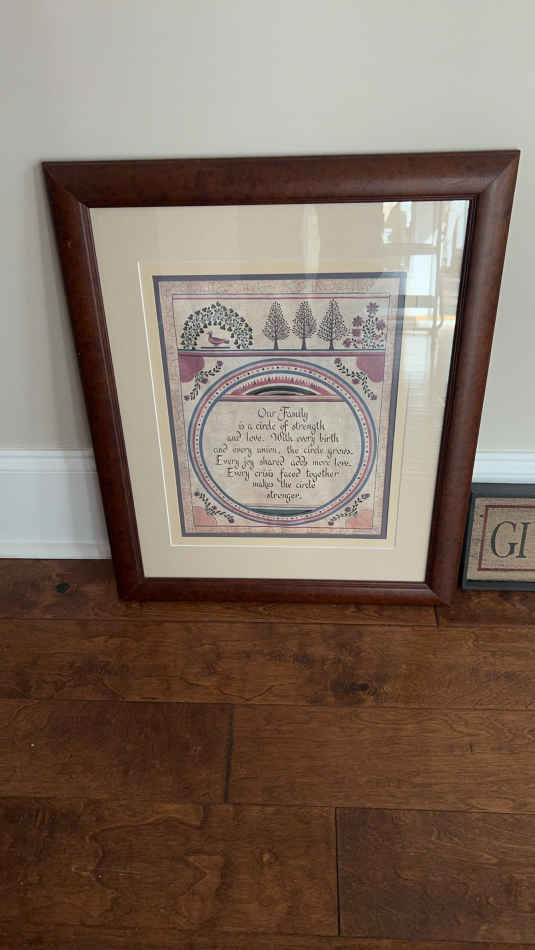 Our Family
is a circle of strength
and love. With every birth
and every union, the circle grows.
Every joy shared adds more love.
Every crisis faced together
makes the circle
stronger.
GI